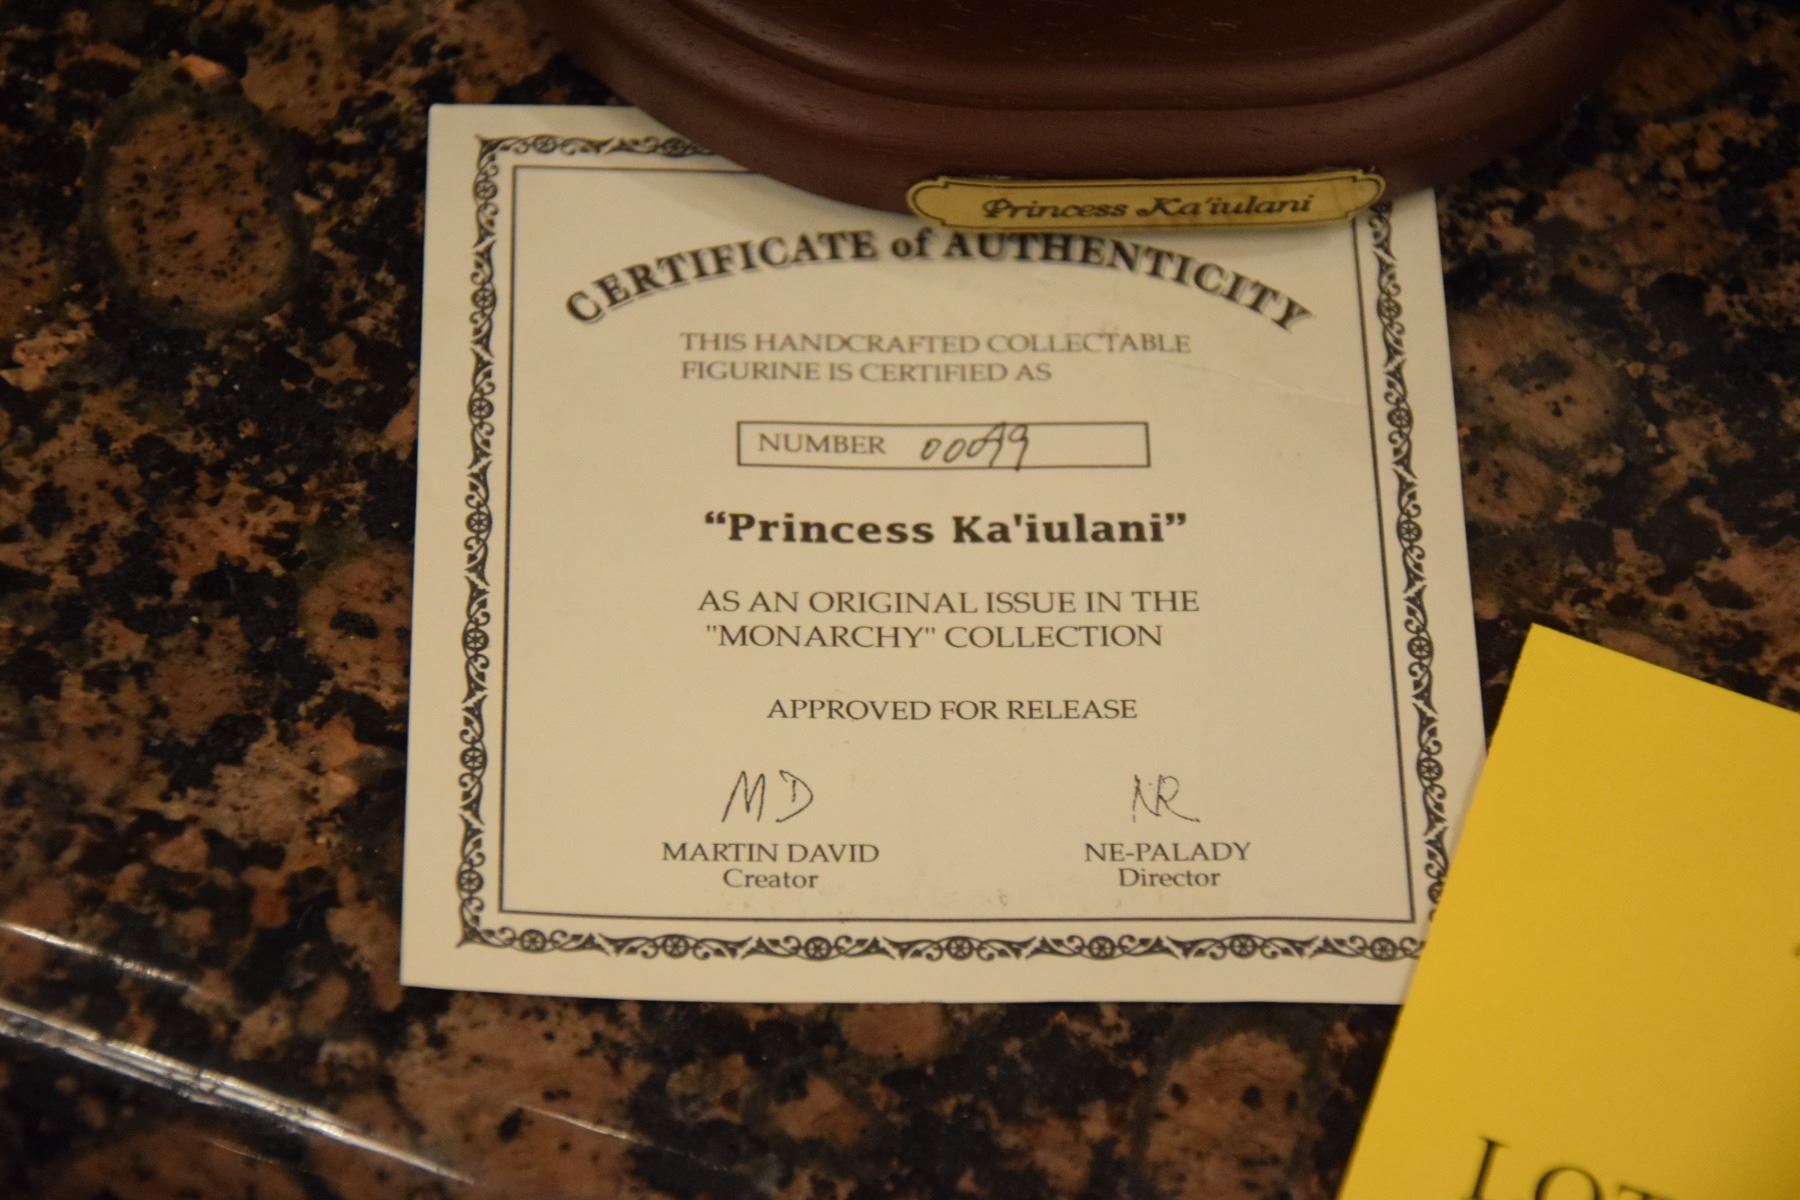 Princess Ka'iulani
CERTIFICATE of AUTHENTICITY
THIS HANDCRAFTED COLLECTABLE
FIGURINE IS CERTIFIED AS
NUMBER
"Princess Ka'iulani"
AS AN ORIGINAL ISSUE IN THE
"MONARCHY" COLLECTION
APPROVED FOR RELEASE
MD NR
MARTIN DAVID NE-PALADY
Creator Director